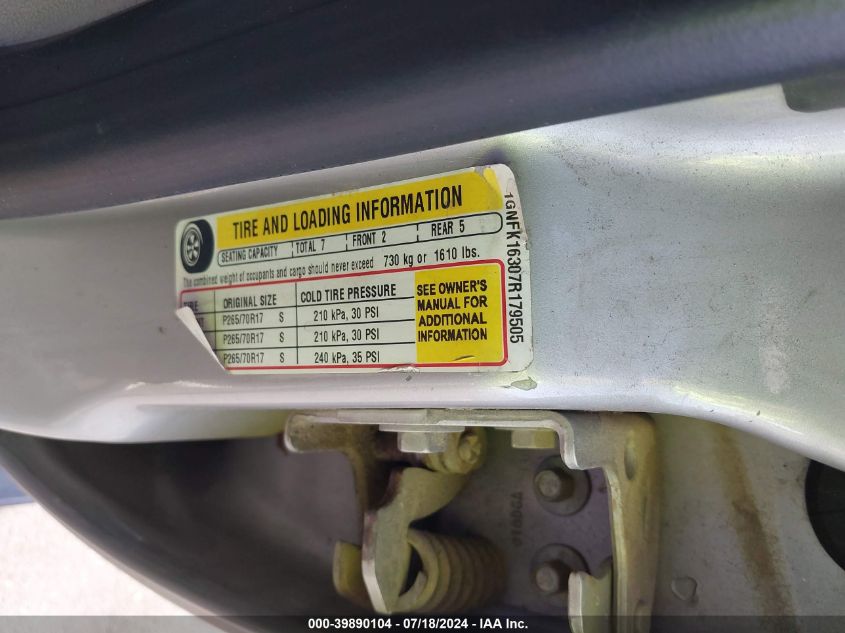 TIRE AND LOADING INFORMATION
SEATING CAPACITY TOTAL 7 FRONT 2 REAR 5
The combined weight of occupants and cargo should never exceed 730 kg or 1610 lbs.
TIRE ORIGINAL SIZE COLD TIRE PRESSURE
P265/70R17 S 210 kPa, 30 PSI
P265/70R17 S 210 kPa, 30 PSI
P265/70R17 S 240 kPa, 35 PSI
SEE OWNER'S
MANUAL FOR
ADDITIONAL
INFORMATION
1GNFK16307R179505
000-39890104 - 07/18/2024 - IAA Inc.